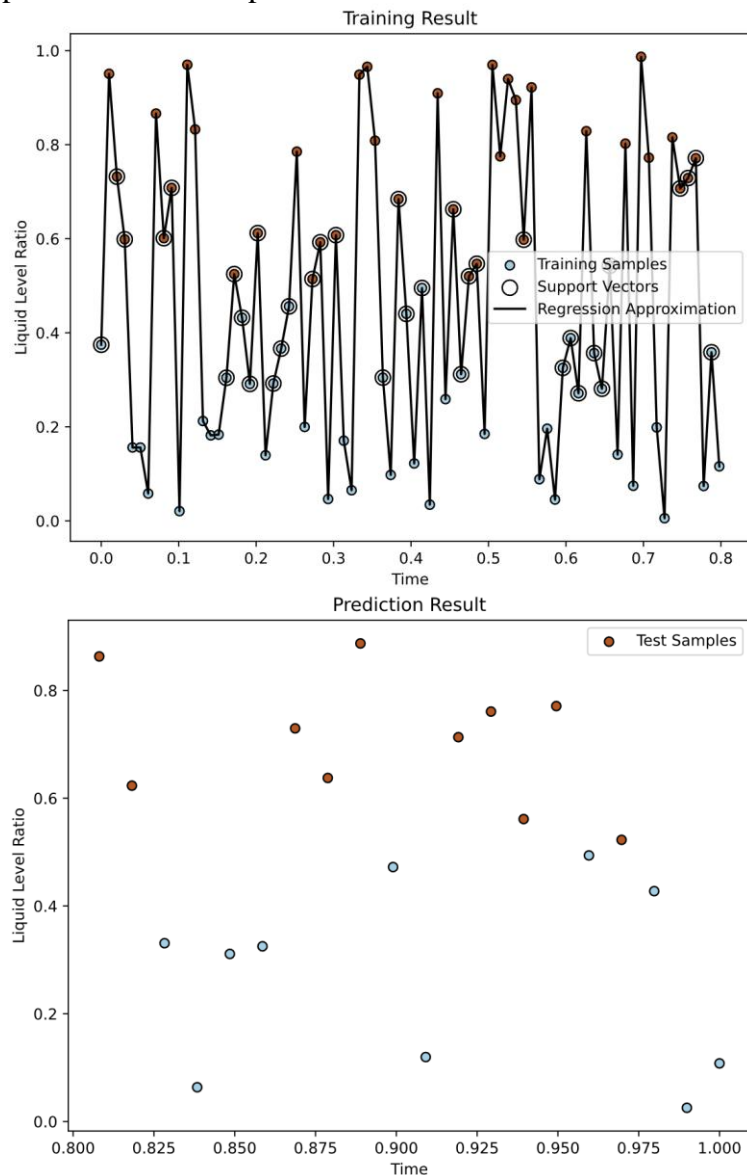 Training Result
1.0
0.8
0.6
0.4
0.2
0.0
Liquid Level Ratio
Training Samples
Support Vectors
Regression Approximation
0.0 0.1 0.2 0.3 0.4 0.5 0.6 0.7 0.8
Time
Prediction Result
Test Samples
0.8
0.6
0.4
0.2
0.0
Liquid Level Ratio
0.800 0.825 0.850 0.875 0.900 0.925 0.950 0.975 1.000
Time